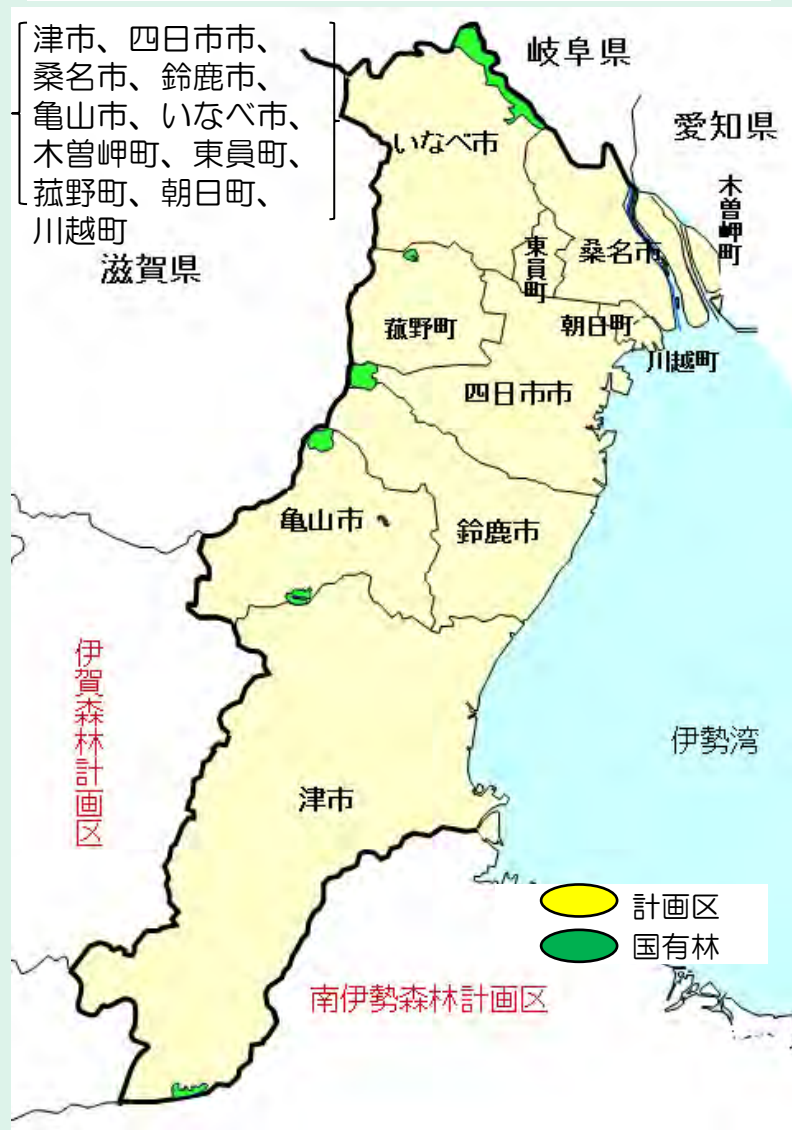 津市、四日市市、
桑名市、鈴鹿市、
亀山市、いなべ市、
木曽岬町、東員町、
菰野町、朝日町、
川越町
岐阜県
愛知県
滋賀県
いなべ市
木曽岬町
東員町
桑名市
菰野町
朝日町
川越町
四日市市
亀山市
鈴鹿市
伊賀森林計画区
伊勢湾
津市
計画区
国有林
南伊勢森林計画区